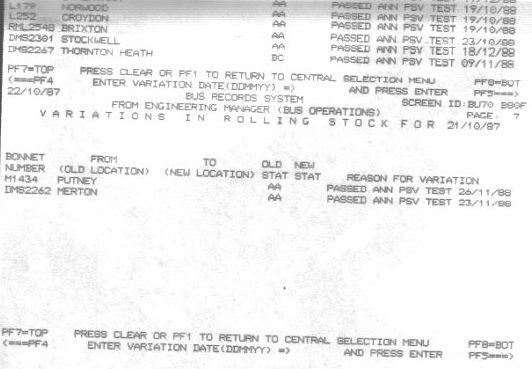 L179 NORWOOD AA PASSED ANN PSV TEST 19/10/88
L252 CROYDON AA PASSED ANN PSV TEST 19/10/88
RML2548 BRIXTON AA PASSED ANN PSV TEST 19/10/88
DMS2301 STOCKWELL AA PASSED ANN PSV TEST 23/10/88
DMS2267 THORNTON HEATH BC PASSED ANN PSV TEST 18/12/88
PASSED ANN PSV TEST 09/11/88
PF7=TOP PRESS CLEAR OR PF1 TO RETURN TO CENTRAL SELECTION MENU PF8=BOT
(===PF4 ENTER VARIATION DATE(DDMMYY) =) AND PRESS ENTER PF5===)
22/10/87 BUS RECORDS SYSTEM SCREEN ID:BU70
FROM ENGINEERING MANAGER (BUS OPERATIONS) PAGE: 7
VARIATIONS IN ROLLING STOCK FOR 21/10/87
BONNET FROM TO OLD NEW
NUMBER (OLD LOCATION) (NEW LOCATION) STAT STAT REASON FOR VARIATION
M1434 PUTNEY AA PASSED ANN PSV TEST 26/11/88
DMS2262 MERTON AA PASSED ANN PSV TEST 23/11/88
PF7=TOP PRESS CLEAR OR PF1 TO RETURN TO CENTRAL SELECTION MENU PF8=BOT
(===PF4 ENTER VARIATION DATE(DDMMYY) =) AND PRESS ENTER PF5===)